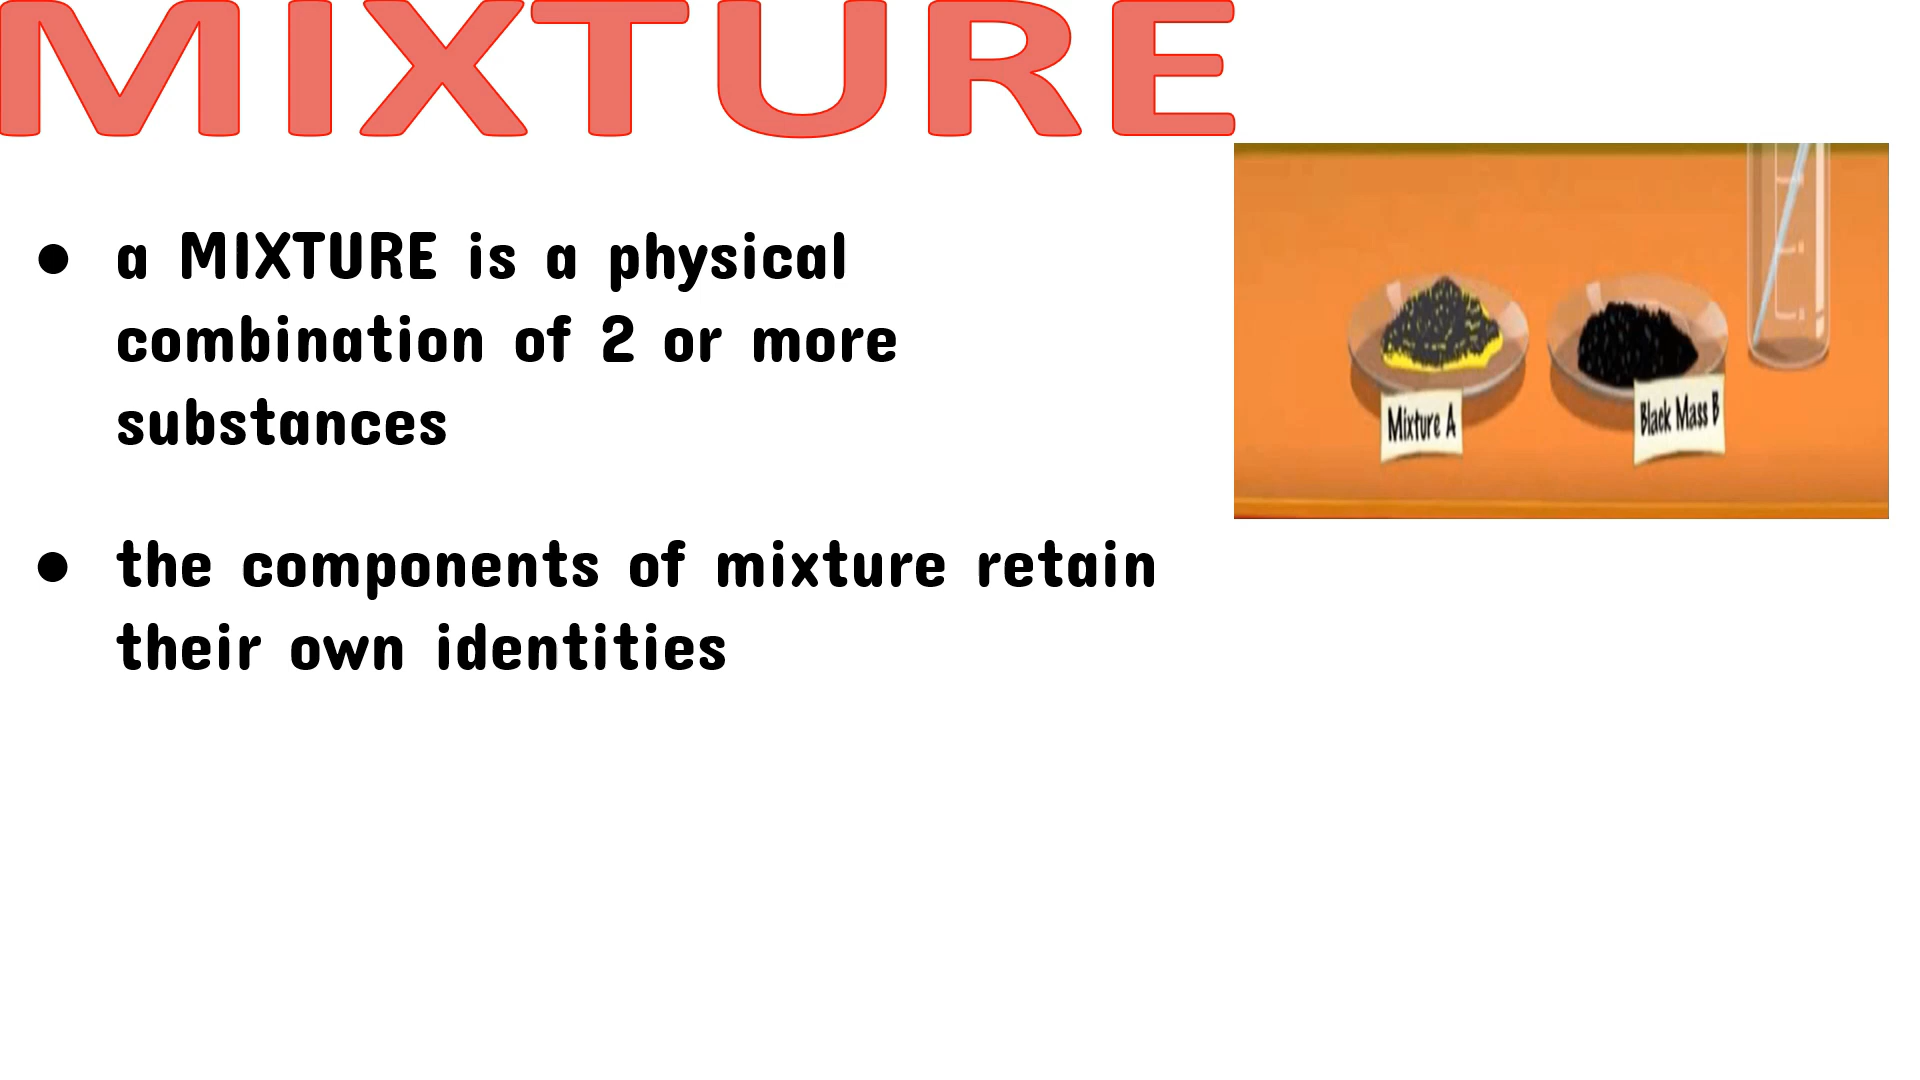 MIXTURE
● a MIXTURE is a physical
combination of 2 or more
substances
● the components of mixture retain
their own identities
Mixture A
Black Mass B